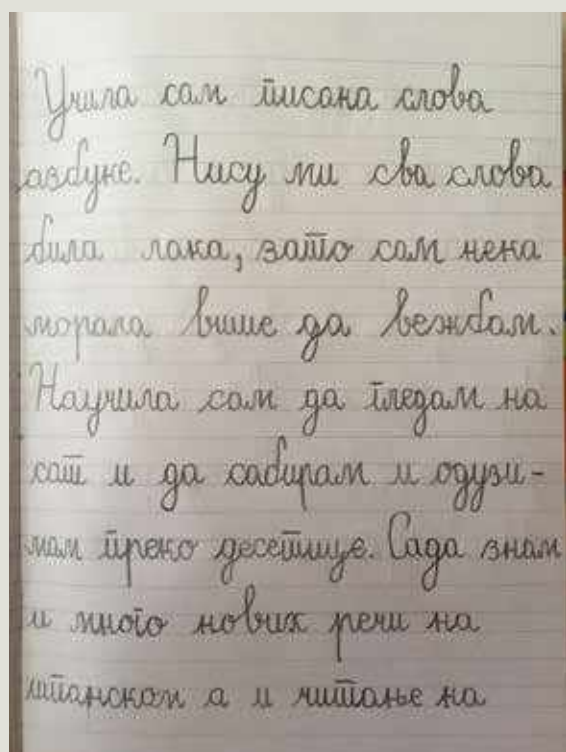 Учила сам писана слова
азбуке. Нису ми сва слова
била лака, зато сам нека
морала више да вежбам.
Научила сам да гледам на
сат и да сабирам и одузи-
мам преко десетице. Сада знам
и много нових речи на
шпанском а и читање на